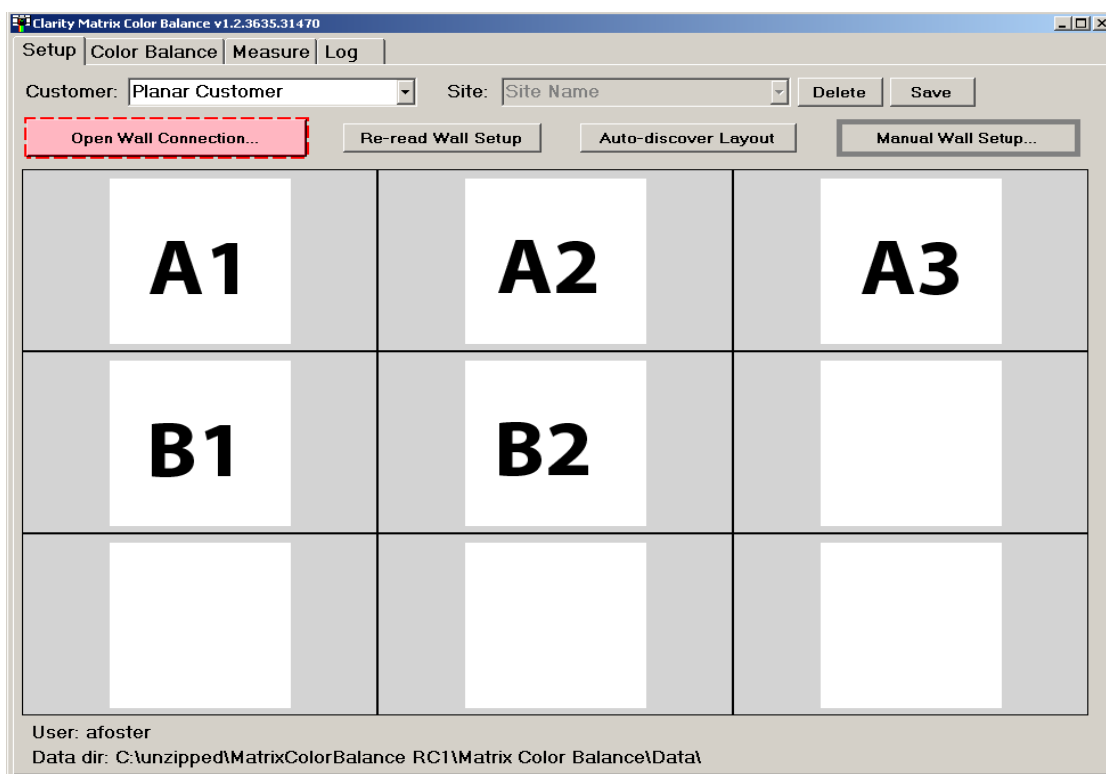 Clarity Matrix Color Balance v1.2.3635.31470
Setup Color Balance Measure Log
Customer: Planar Customer Site: Site Name Delete Save
Open Wall Connection... Re-read Wall Setup Auto-discover Layout Manual Wall Setup...
A1 A2 A3
B1 B2
User: afoster
Data dir: C:\unzipped\MatrixColorBalance RC1\Matrix Color Balance\Data\